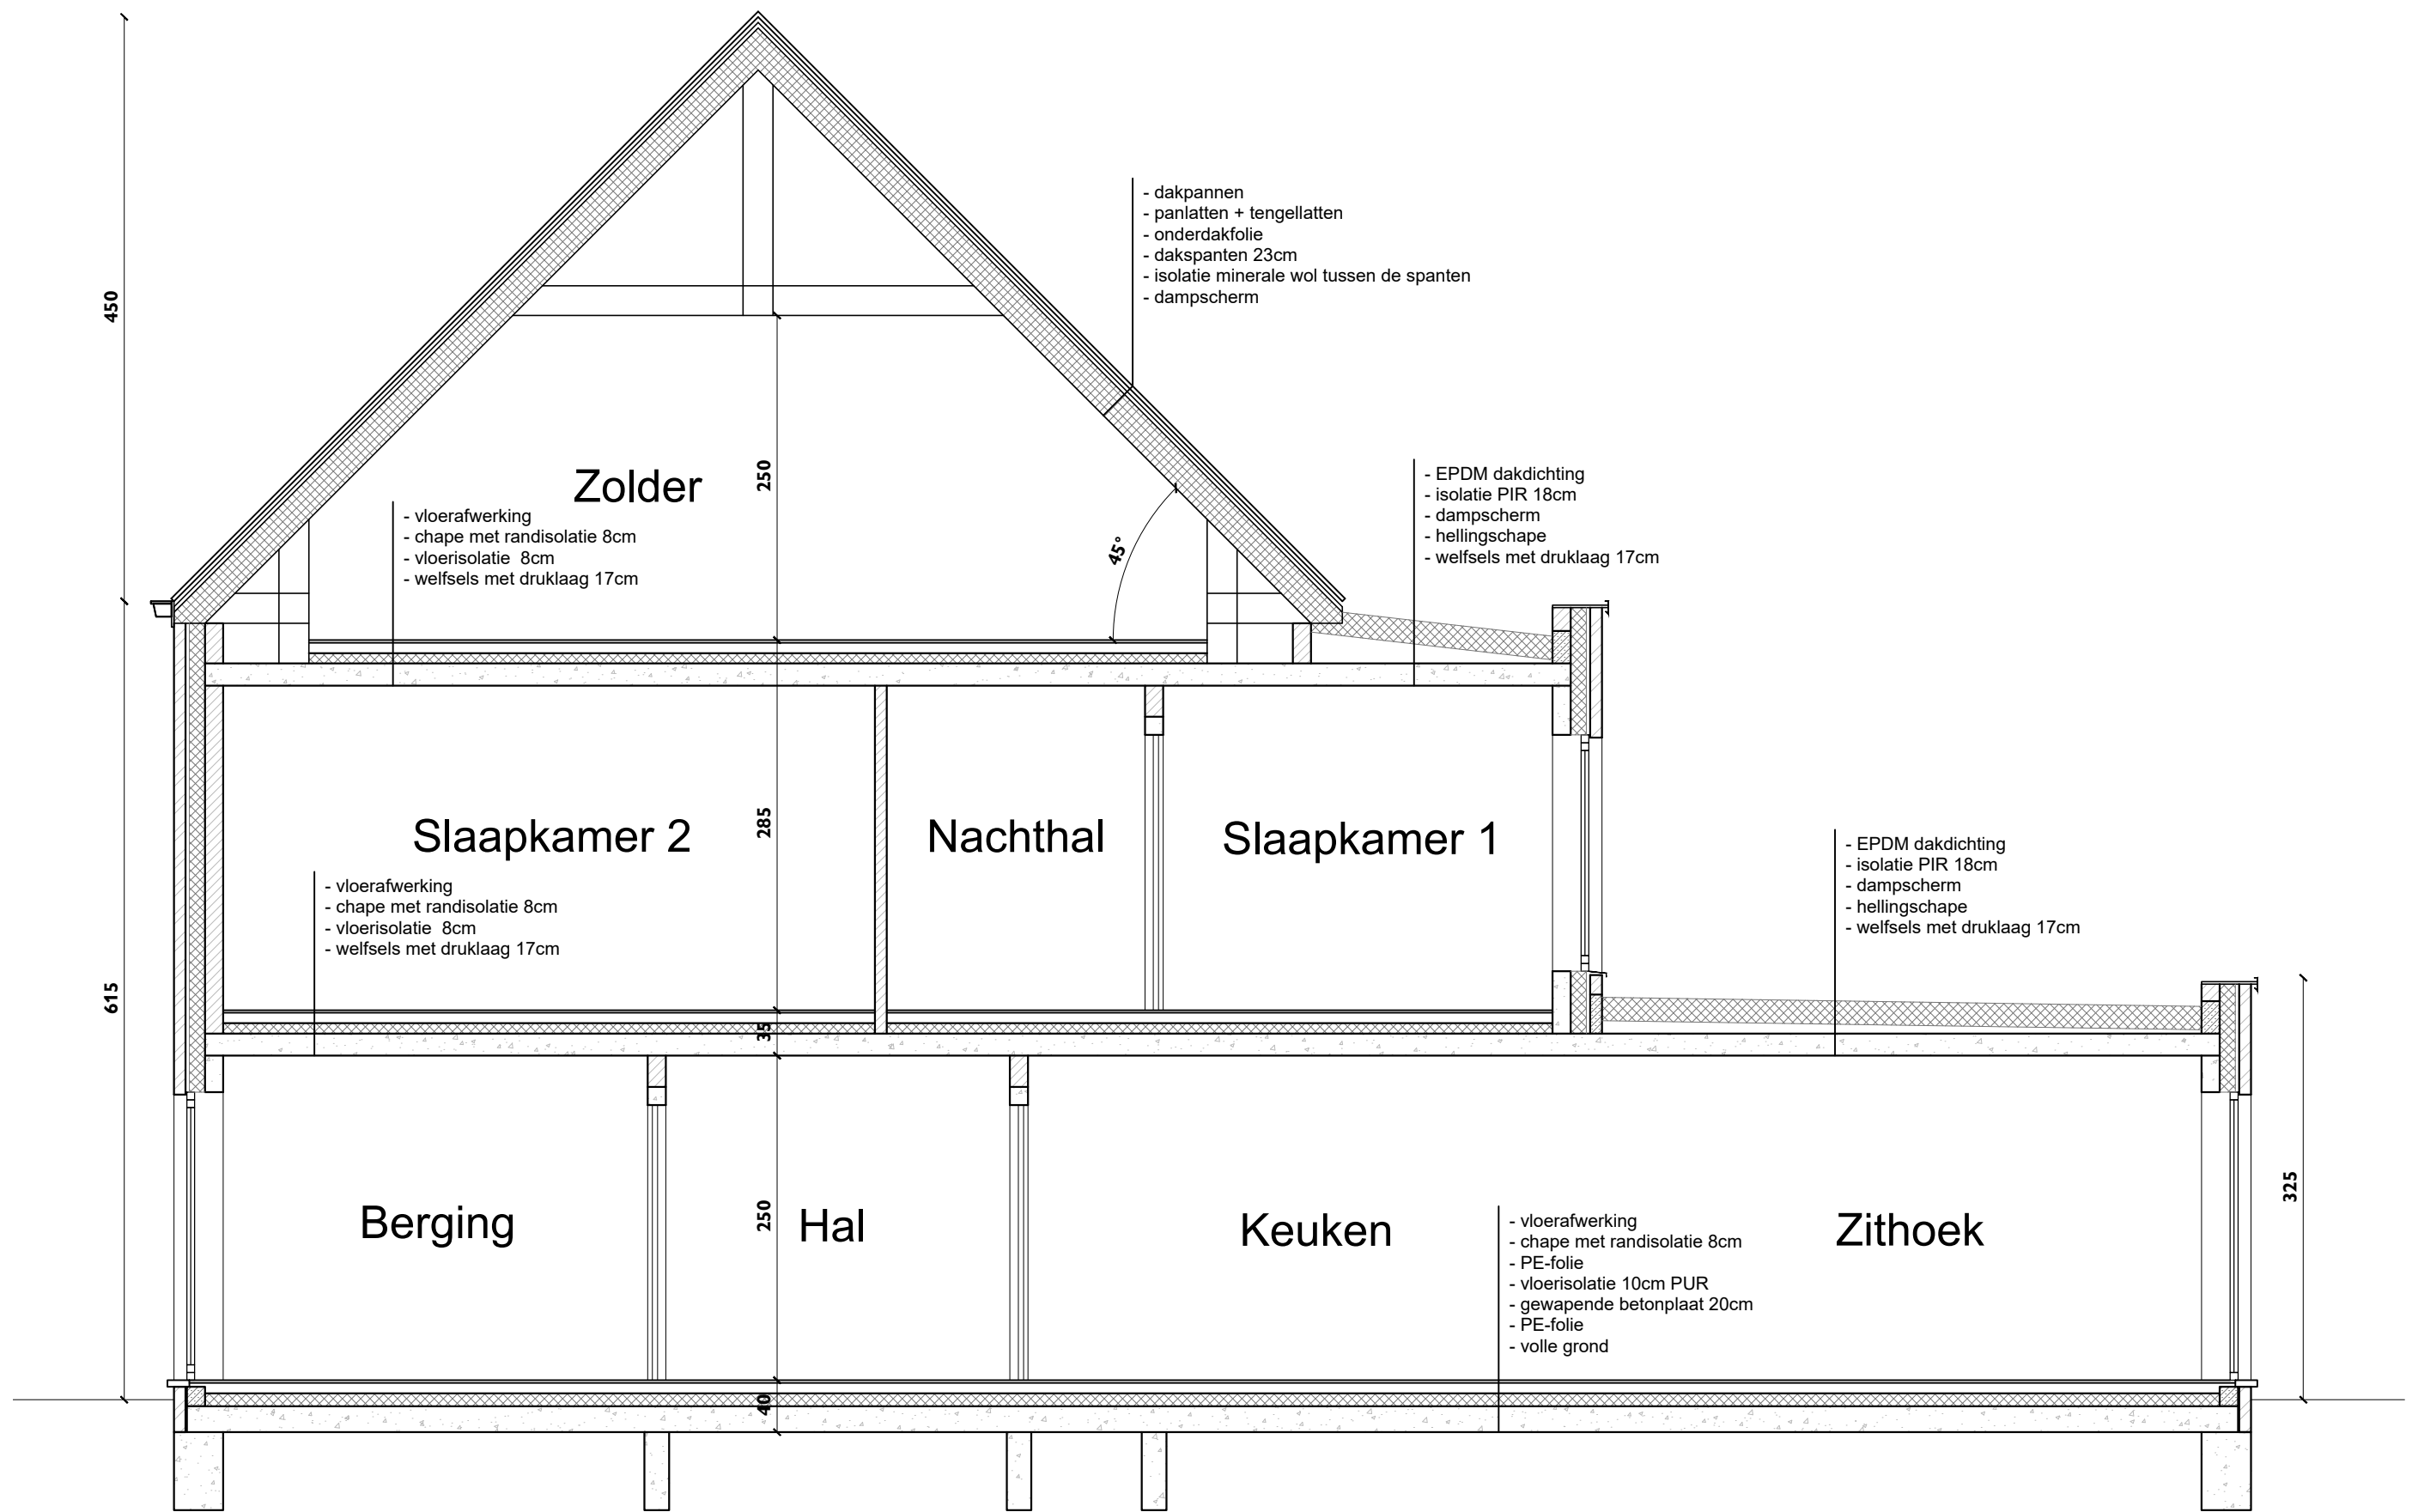 - dakpannen
- panlatten + tengellatten
- onderdakfolie
- dakspanten 23cm
- isolatie minerale wol tussen de spanten
- dampscherm
450
Zolder
250
45°
- vloerafwerking
- chape met randisolatie 8cm
- vloerisolatie  8cm
- welfsels met druklaag 17cm
- EPDM dakdichting
- isolatie PIR 18cm
- dampscherm
- hellingschape
- welfsels met druklaag 17cm
Slaapkamer 2
285
Nachthal
Slaapkamer 1
- vloerafwerking
- chape met randisolatie 8cm
- vloerisolatie  8cm
- welfsels met druklaag 17cm
- EPDM dakdichting
- isolatie PIR 18cm
- dampscherm
- hellingschape
- welfsels met druklaag 17cm
615
35
Berging
250
Hal
Keuken
Zithoek
325
- vloerafwerking
- chape met randisolatie 8cm
- PE-folie
- vloerisolatie 10cm PUR
- gewapende betonplaat 20cm
- PE-folie
- volle grond
40